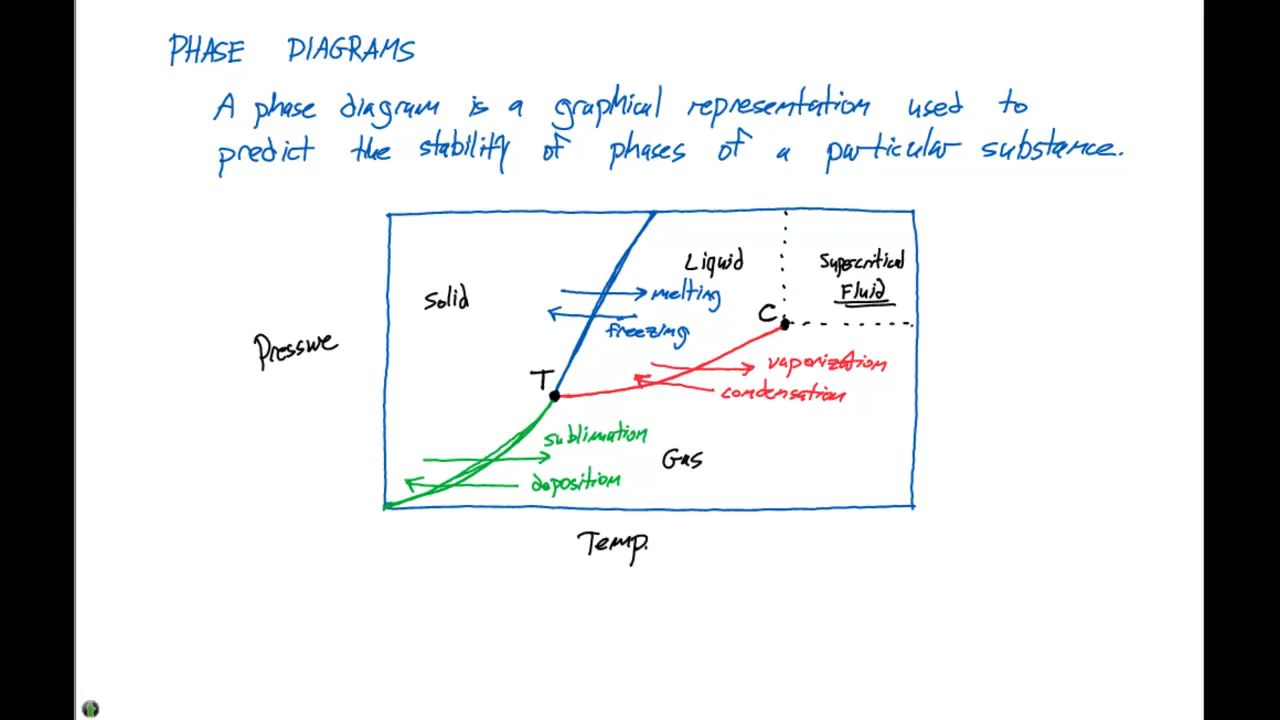 PHASE DIAGRAMS
A phase diagram is a graphical representation used to
predict the stability of phases of a particular substance.
Solid
Liquid
Supercritical
Fluid
melting
freezing
C
Pressure
T
vaporization
condensation
sublimation
Gas
deposition
Temp.